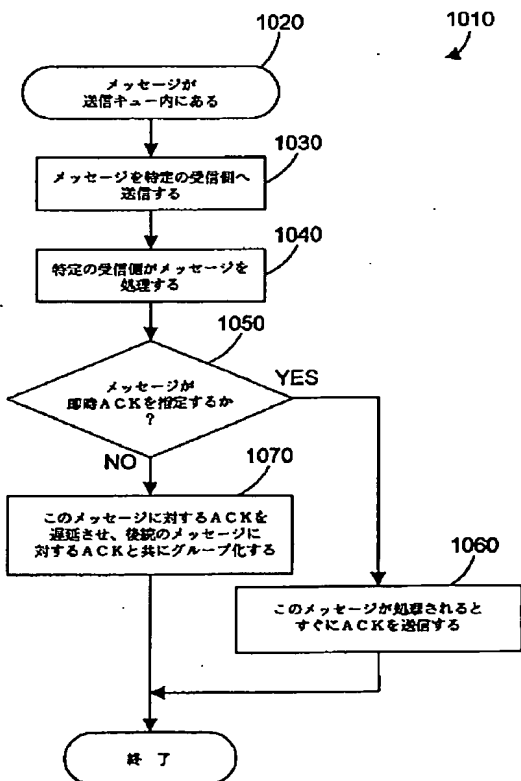 1020
1010
メッセージが
送信キュー内にある
1030
メッセージを特定の受信側へ
送信する
1040
特定の受信側がメッセージを
処理する
1050
メッセージが
即時ACKを指定するか
?
YES
NO
1070
このメッセージに対するACKを
遅延させ、後続のメッセージに
対するACKと共にグループ化する
1060
このメッセージが処理されると
すぐにACKを送信する
終了